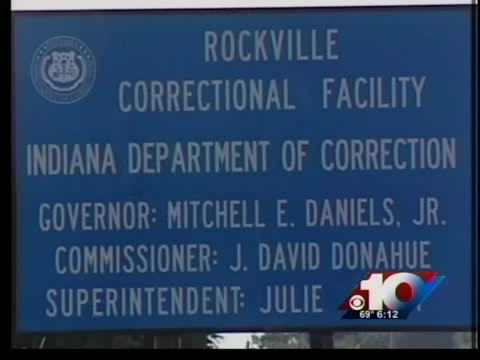 ROCKVILLE
CORRECTIONAL FACILITY
INDIANA DEPARTMENT OF CORRECTION
GOVERNOR: MITCHELL E. DANIELS, JR.
COMMISSIONER: J. DAVID DONAHUE
SUPERINTENDENT: JULIE
10
69° 6:12